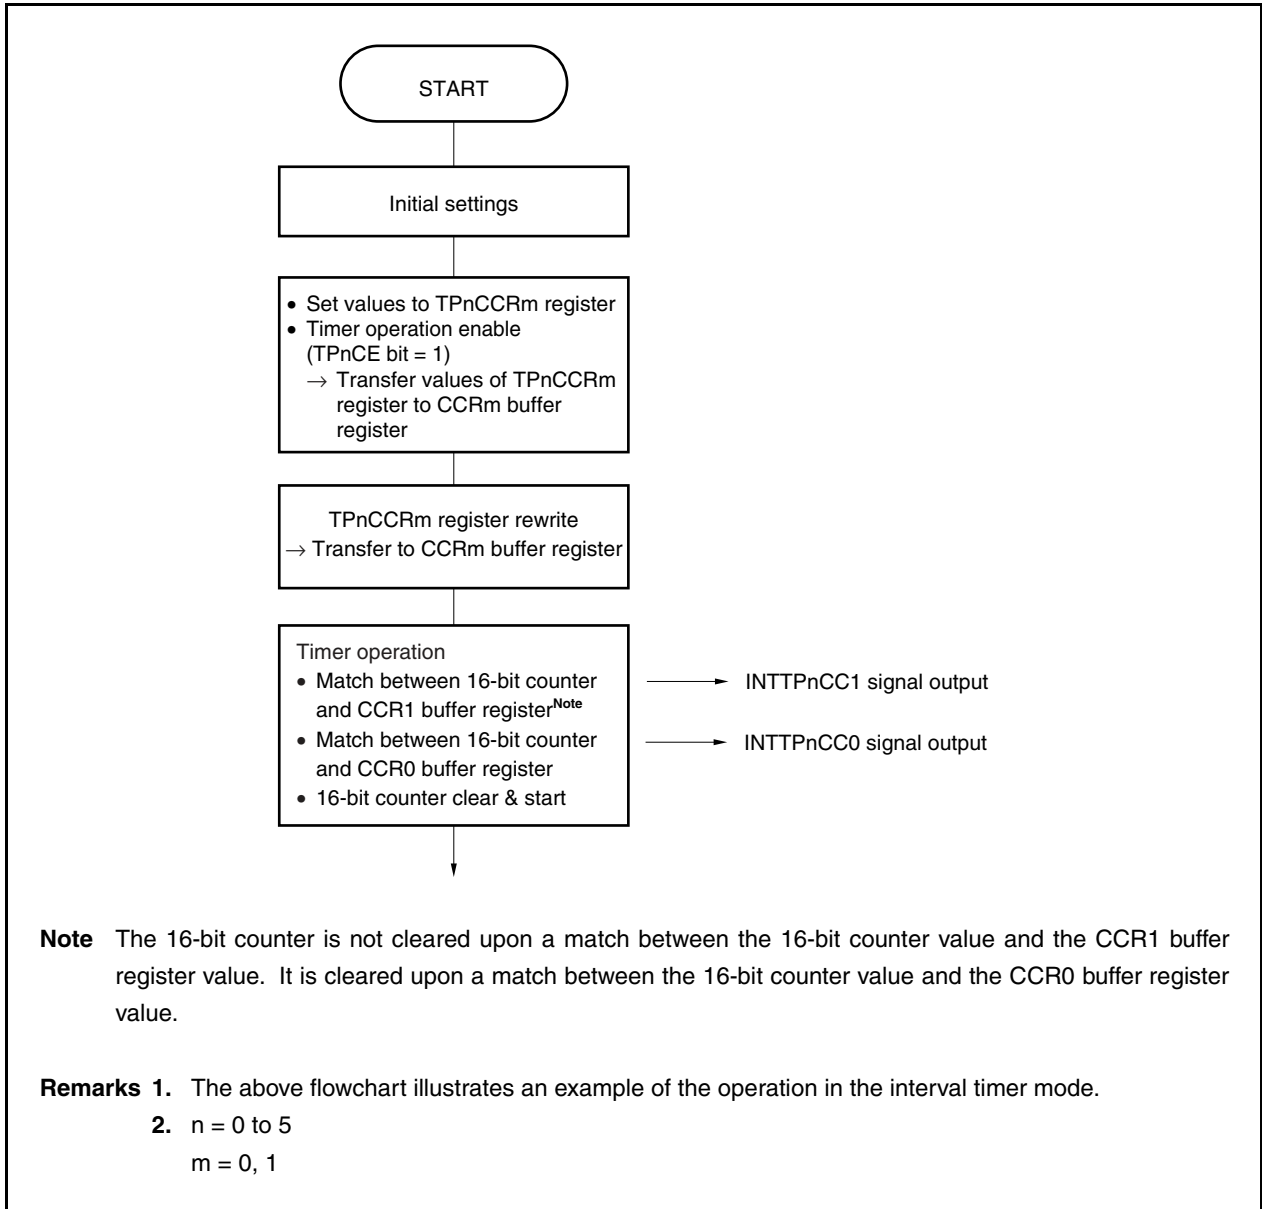 START
Initial settings
• Set values to TPnCCRm register
• Timer operation enable
(TPnCE bit = 1)
→ Transfer values of TPnCCRm
register to CCRm buffer
register
TPnCCRm register rewrite
→ Transfer to CCRm buffer register
Timer operation
• Match between 16-bit counter
and CCR1 buffer registerNote
• Match between 16-bit counter
and CCR0 buffer register
• 16-bit counter clear & start
INTTPnCC1 signal output
INTTPnCC0 signal output
Note The 16-bit counter is not cleared upon a match between the 16-bit counter value and the CCR1 buffer
register value. It is cleared upon a match between the 16-bit counter value and the CCR0 buffer register
value.
Remarks 1. The above flowchart illustrates an example of the operation in the interval timer mode.
2. n = 0 to 5
m = 0, 1